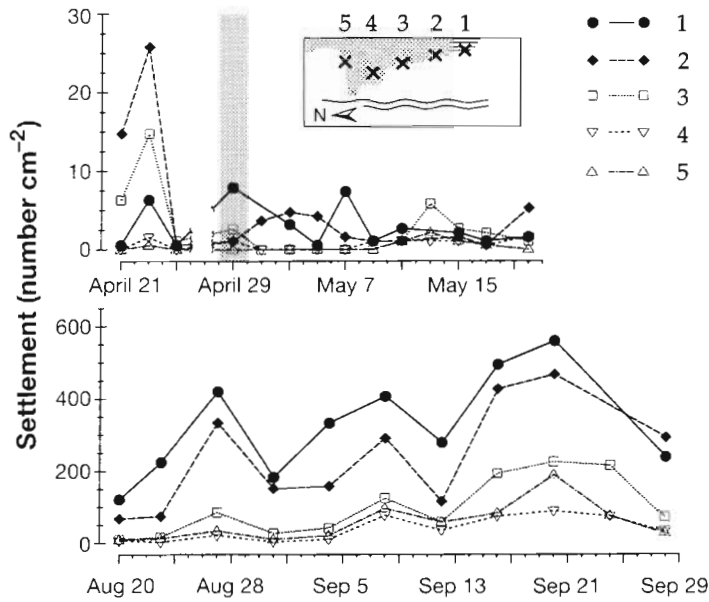 30
20
10
0
5 4 3 2 1
N
1
2
3
4
5
April 21 April 29 May 7 May 15
Settlement (number cm⁻²)
600
400
200
0
Aug 20 Aug 28 Sep 5 Sep 13 Sep 21 Sep 29